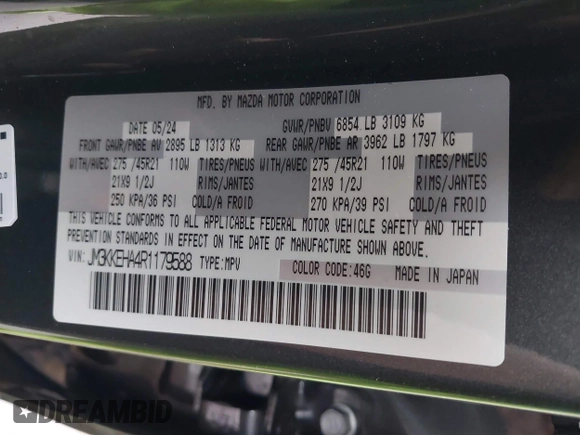 MFD. BY MAZDA MOTOR CORPORATION
DATE 05/24 GVWR/PNBV 6854 LB 3109 KG
FRONT GAWR/PNBE AV 2895 LB 1313 KG REAR GAWR/PNBE AR 3962 LB 1797 KG
WITH/AVEC 275 /45R21 110W TIRES/PNEUS WITH/AVEC 275 /45R21 110W TIRES/PNEUS
21X9 1/2J RIMS/JANTES 21X9 1/2J RIMS/JANTES
250 KPA/36 PSI COLD/A FROID 270 KPA/39 PSI COLD/A FROID
THIS VEHICLE CONFORMS TO ALL APPLICABLE FEDERAL MOTOR VEHICLE SAFETY AND THEFT
PREVENTION STANDARDS IN EFFECT ON THE DATE OF MANUFACTURE SHOWN ABOVE.
VIN: JM3KKEHA4R1179588 TYPE:MPV COLOR CODE:46G MADE IN JAPAN
DREAMBID